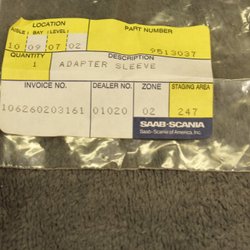 LOCATION
AISLE BAY LEVEL PART NUMBER
10 09 07 02 9513037
QUANTITY DESCRIPTION
1 ADAPTER SLEEVE
INVOICE NO. DEALER NO. ZONE STAGING AREA
106260203161 01020 02 247
SAAB-SCANIA
Saab-Scania of America, Inc.